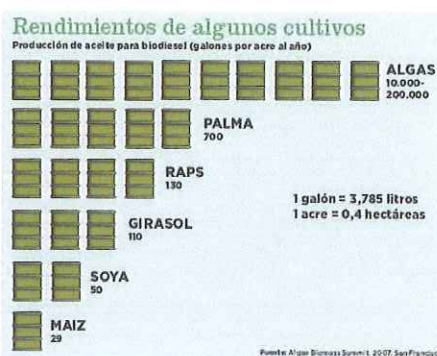 Rendimientos de algunos cultivos
Producción de aceite para biodiesel (galones por acre al año)
ALGAS
10.000-
200.000
PALMA
700
RAPS
130
1 galón = 3,785 litros
1 acre = 0,4 hectáreas
GIRASOL
110
SOYA
50
MAIZ
29
Fuente: Algae Biomass Summit, 2007, San Francisco